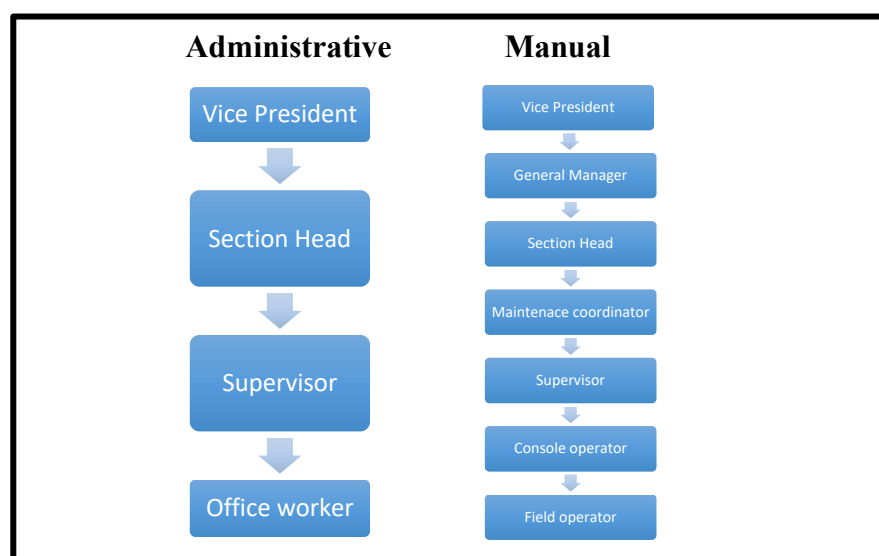 Administrative
Vice President
Section Head
Supervisor
Office worker
Manual
Vice President
General Manager
Section Head
Maintenace coordinator
Supervisor
Console operator
Field operator